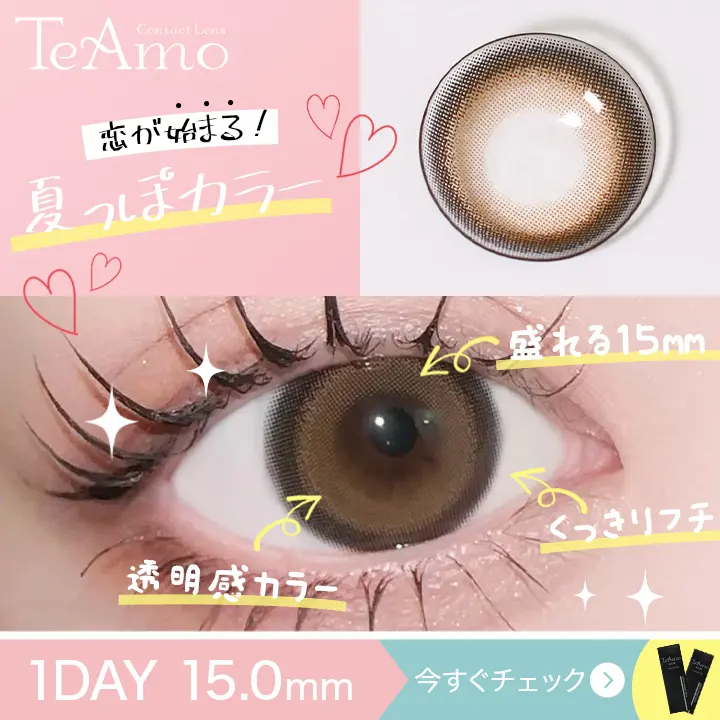 Contact Lens
TeAmo
恋が始まる!
夏っぽカラー
盛れる15mm
くっきりフチ
透明感カラー
1DAY 15.0mm
今すぐチェック
TeAmo